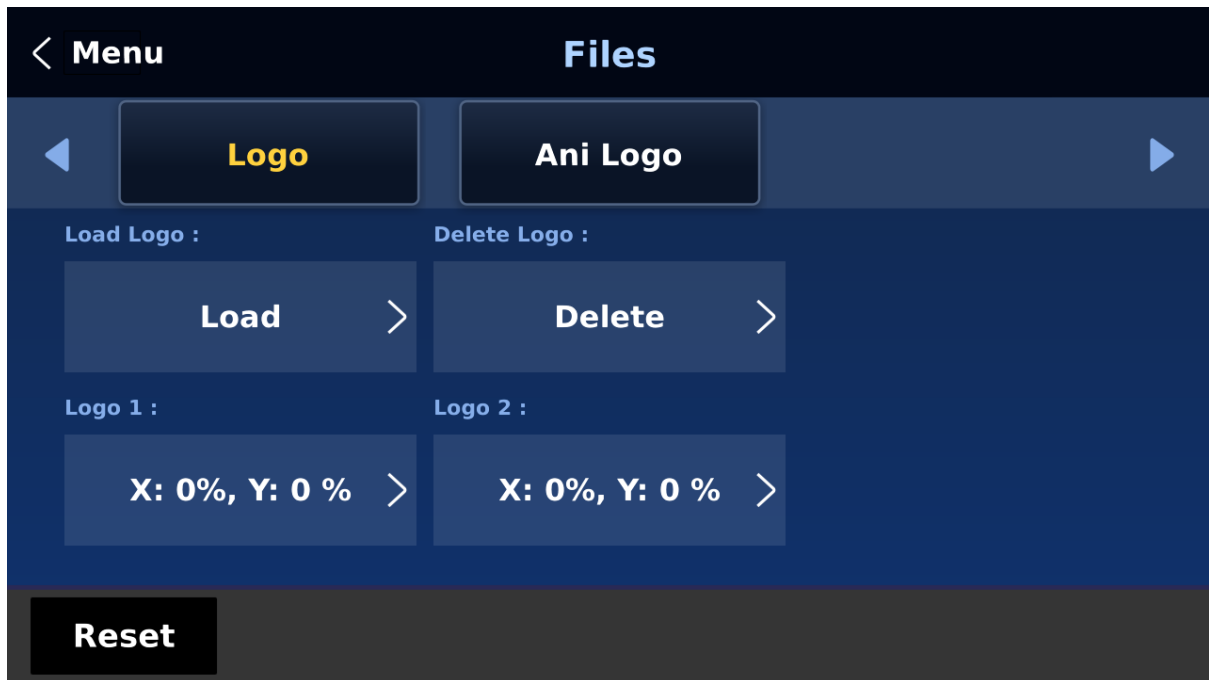 Menu
Files
Logo
Ani Logo
Load Logo :
Delete Logo :
Load
Delete
Logo 1 :
Logo 2 :
X: 0%, Y: 0 %
X: 0%, Y: 0 %
Reset